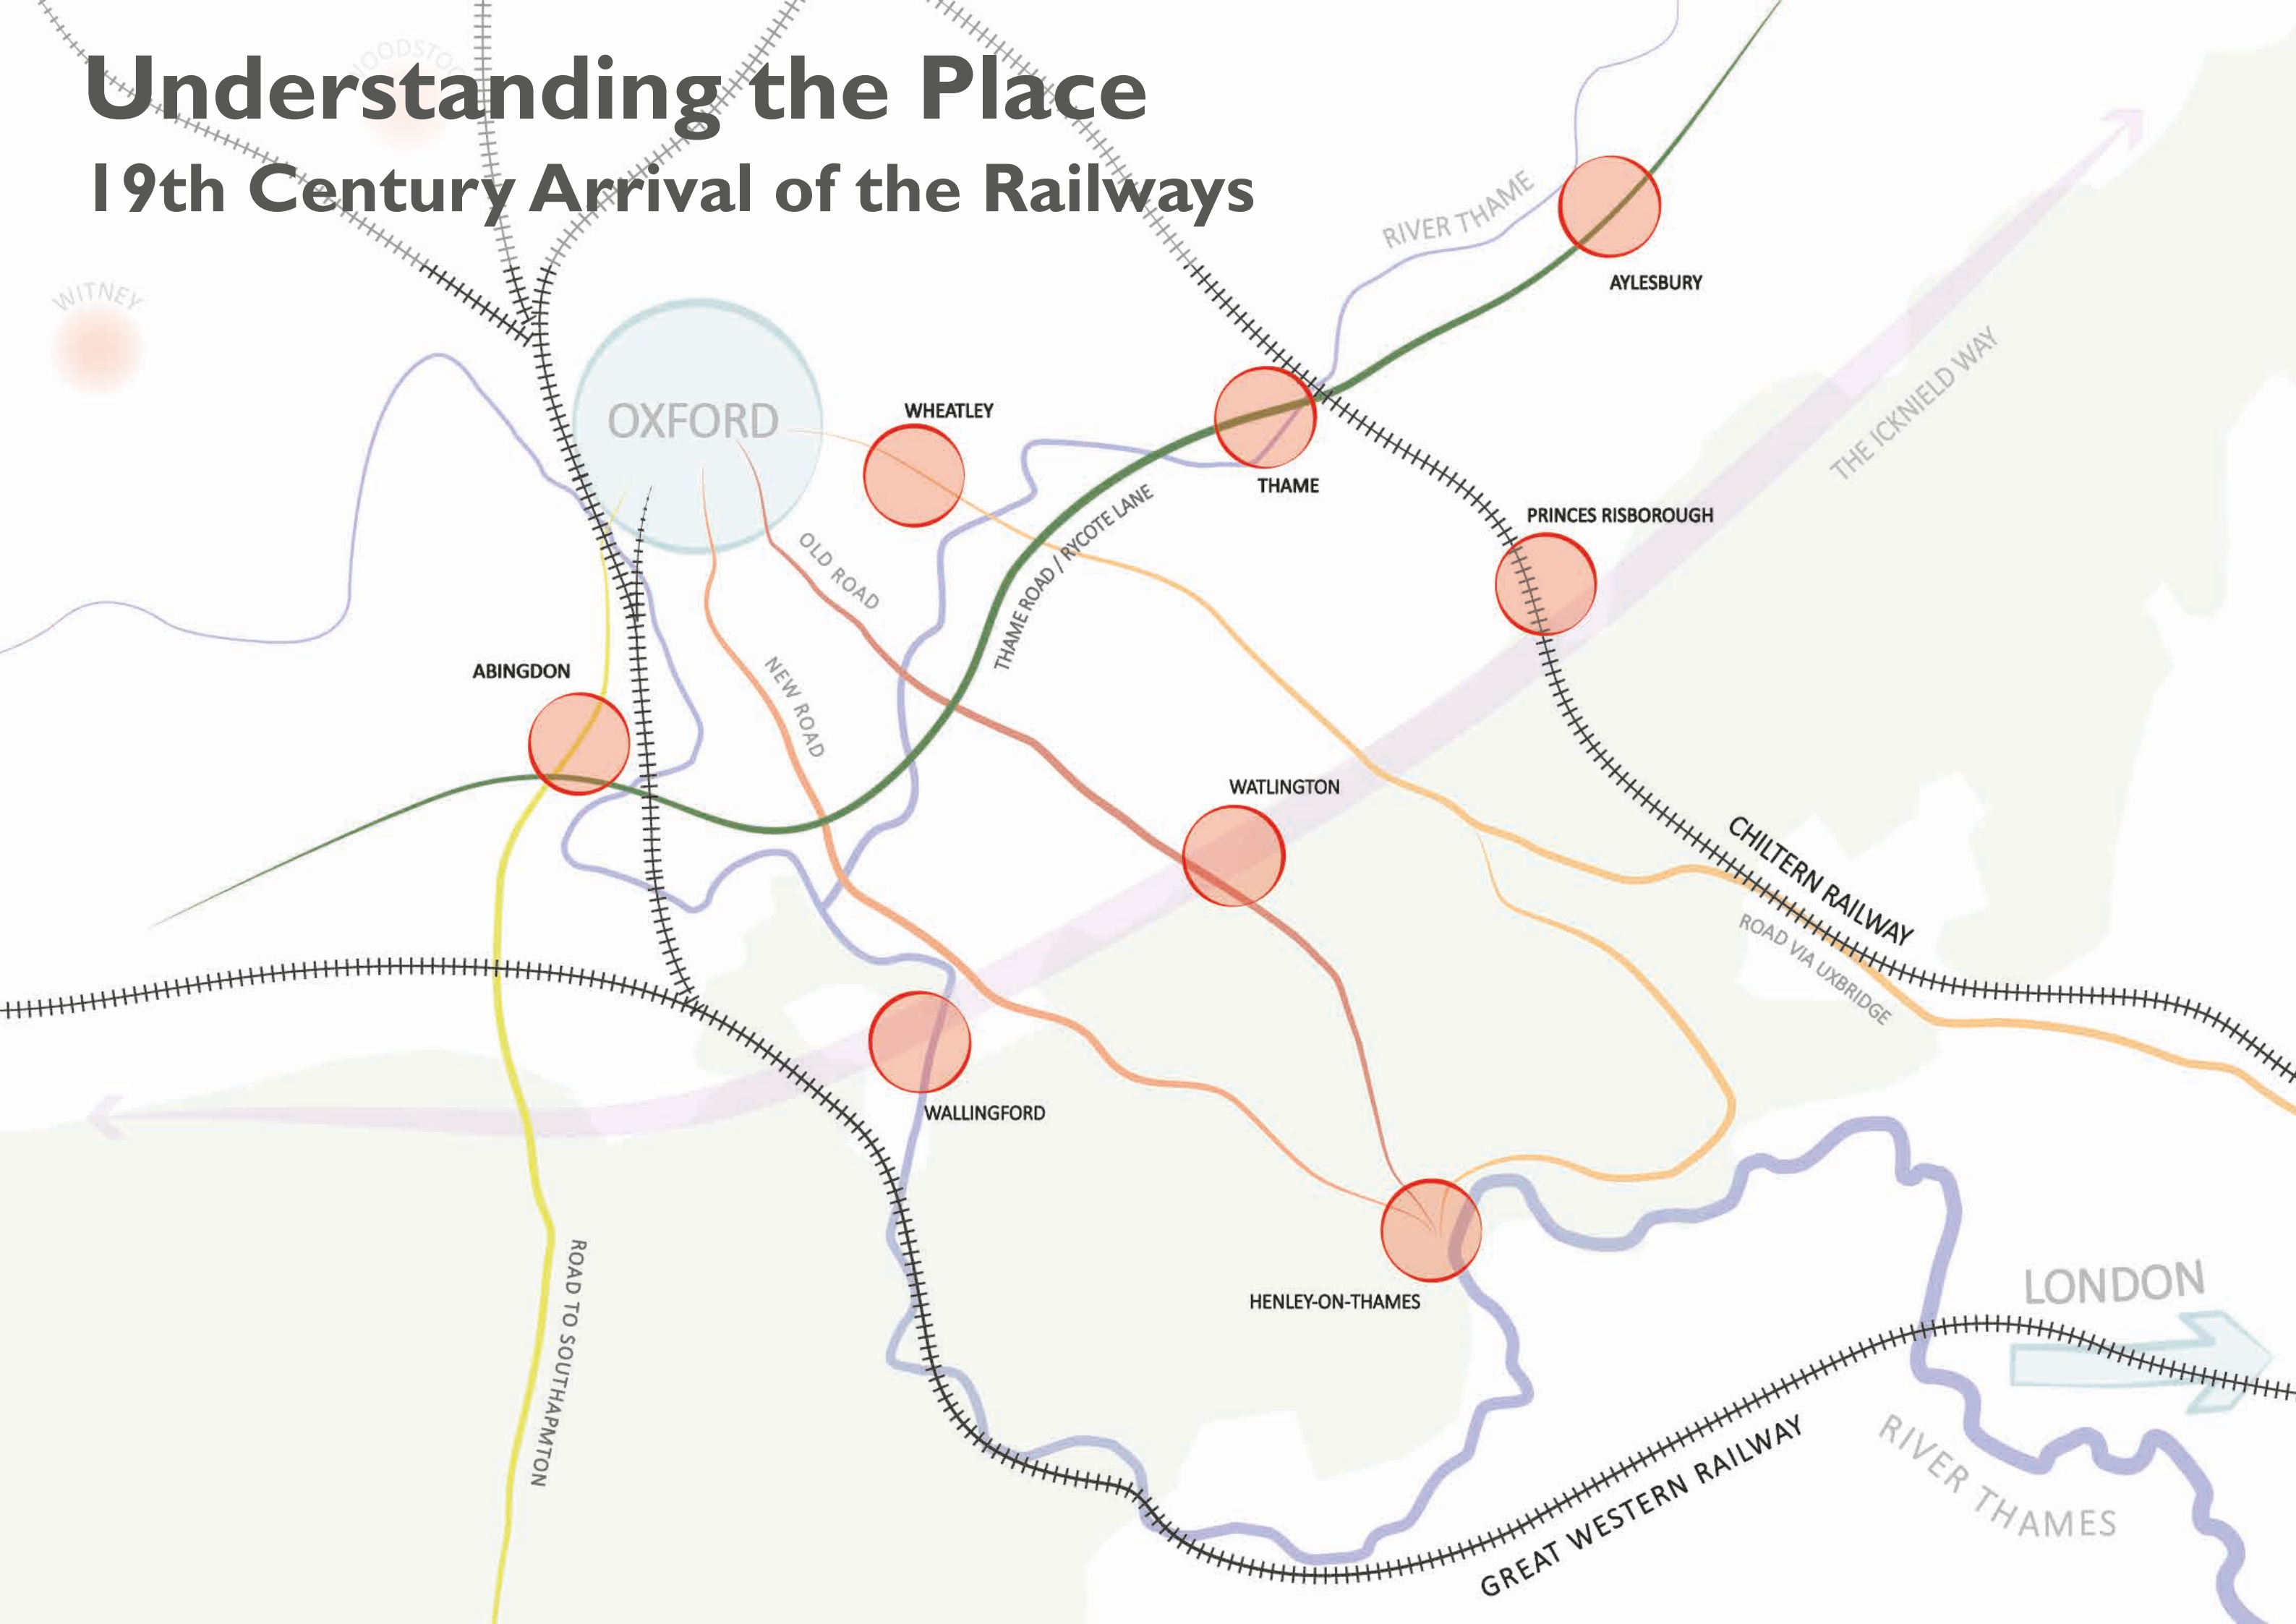 Understanding the Place
19th Century Arrival of the Railways
WITNEY
RIVER THAME
AYLESBURY
OXFORD
WHEATLEY
THE ICKNIELD WAY
THAME
PRINCES RISBOROUGH
THAME ROAD / RYCOTE LANE
OLD ROAD
NEW ROAD
ABINGDON
WATLINGTON
CHILTERN RAILWAY
ROAD VIA UXBRIDGE
WALLINGFORD
ROAD TO SOUTHAPMTON
HENLEY-ON-THAMES
LONDON
GREAT WESTERN RAILWAY
RIVER THAMES